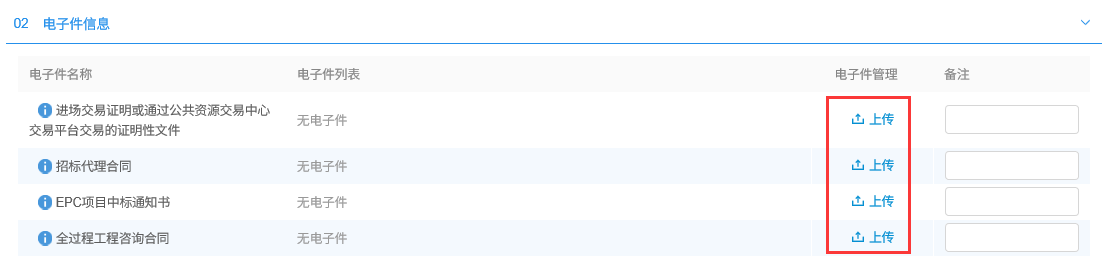 02 电子件信息
电子件名称 电子件列表 电子件管理 备注
进场交易证明或通过公共资源交易中心
交易平台交易的证明性文件 无电子件 上传
招标代理合同 无电子件 上传
EPC项目中标通知书 无电子件 上传
全过程工程咨询合同 无电子件 上传